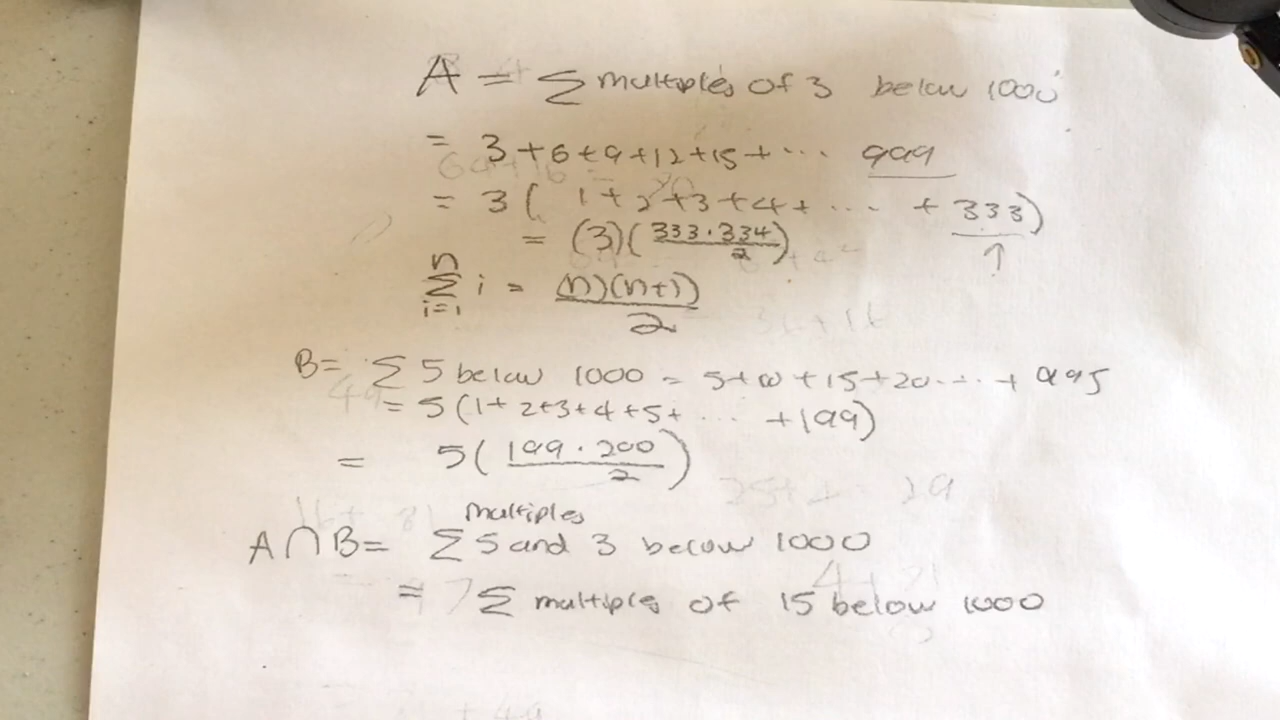 A = Σ multiples of 3 below 1000
= 3+6+9+12+15+ ... 999
= 3( 1+2+3+4+ ... + 333)
= (3)(333·334/2)
↑
n Σ i=1 i = (n)(n+1)/2
B= Σ 5 below 1000 = 5+10+15+20...+ 995
= 5(1+2+3+4+5+ ... +199)
= 5(199·200/2)
multiples
A∩B= Σ 5 and 3 below 1000
= Σ multiples of 15 below 1000